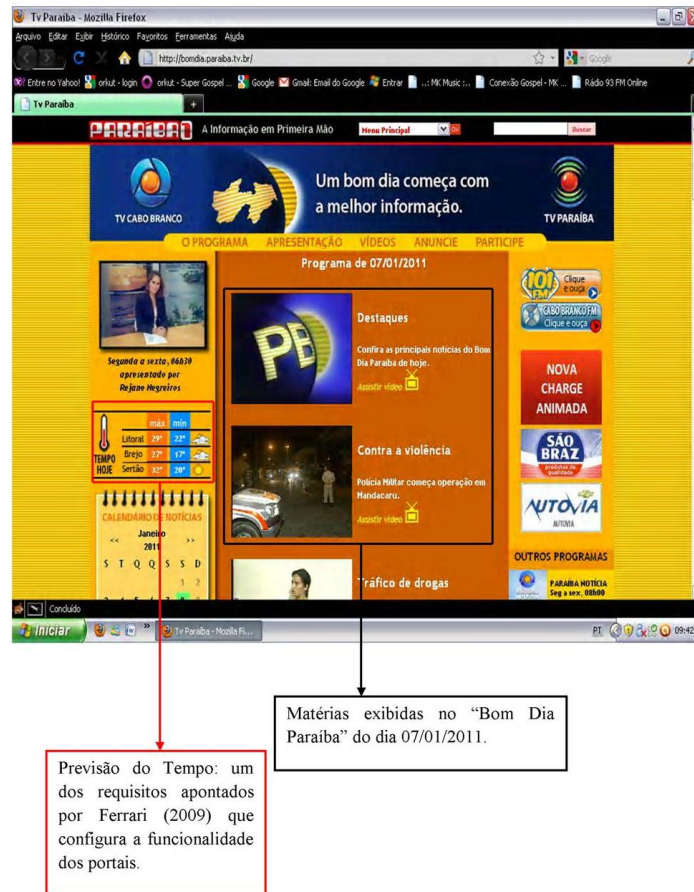 Tv Paraíba - Mozilla Firefox
Arquivo Editar Exibir Histórico Favoritos Ferramentas Ajuda
http://bomdia.paraiba.tv.br/
Google
Entre no Yahoo! orkut - login orkut - Super Gospel ... Google Gmail: Email do Google Entrar ..: MK Music :.. Conexão Gospel - MK ... Rádio 93 FM Online
Tv Paraíba
PARAÍBA1 A Informação em Primeira Mão Menu Principal Ok Buscar
Um bom dia começa com
a melhor informação.
TV CABO BRANCO
TV PARAÍBA
O PROGRAMA APRESENTAÇÃO VÍDEOS ANUNCIE PARTICIPE
Programa de 07/01/2011
Segunda a sexta, 06h30
apresentado por
Rejane Negreiros
máx min
Litoral 29° 22°
Brejo 27° 17°
Sertão 32° 20°
TEMPO
HOJE
CALENDÁRIO DE NOTÍCIAS
<< Janeiro >>
2011
S T Q Q S S D
1 2
PB
Destaques
Confira as principais notícias do Bom
Dia Paraíba de hoje.
Assistir vídeo
Contra a violência
Polícia Militar começa operação em
Mandacaru.
Assistir vídeo
Tráfico de drogas
101
FM
Clique
e ouça
CABO BRANCO FM
Clique e ouça
NOVA
CHARGE
ANIMADA
SÃO
BRAZ
produtos de
qualidade
AUTOVIA
AUTOVIA
OUTROS PROGRAMAS
PARAÍBA NOTÍCIA
Seg a sex, 08h00
Concluído
Iniciar
Tv Paraíba - Mozilla Fi...
PT
09:42
Matérias exibidas no “Bom Dia
Paraíba” do dia 07/01/2011.
Previsão do Tempo: um
dos requisitos apontados
por Ferrari (2009) que
configura a funcionalidade
dos portais.